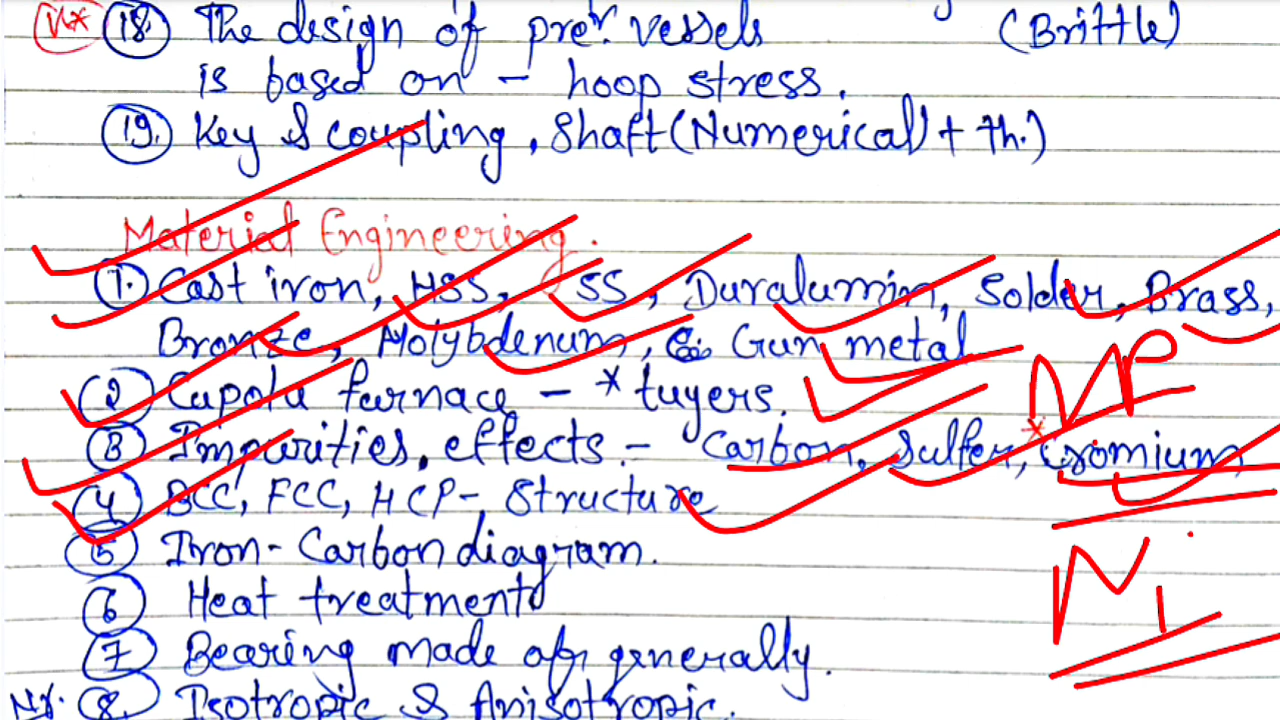 V.* 18. The design of preʳ. vessels (Brittle)
is based on - hoop stress.
19. Key & coupling, Shaft (Numerical + th.)
Material Engineering.
1. Cast iron, HSS, SS, Duralumin, Solder, Brass,
Bronze, Molybdenum, Gun metal
2. Cupola furnace - * tuyers.
3. Impurities, effects. - Carbon, Sulfer, Cromium,
4. BCC, FCC, HCP - Structure
5. Iron-Carbon diagram.
Ni
6. Heat treatment
7. Bearing made of generally.
8. Isotropic & Anisotropic.